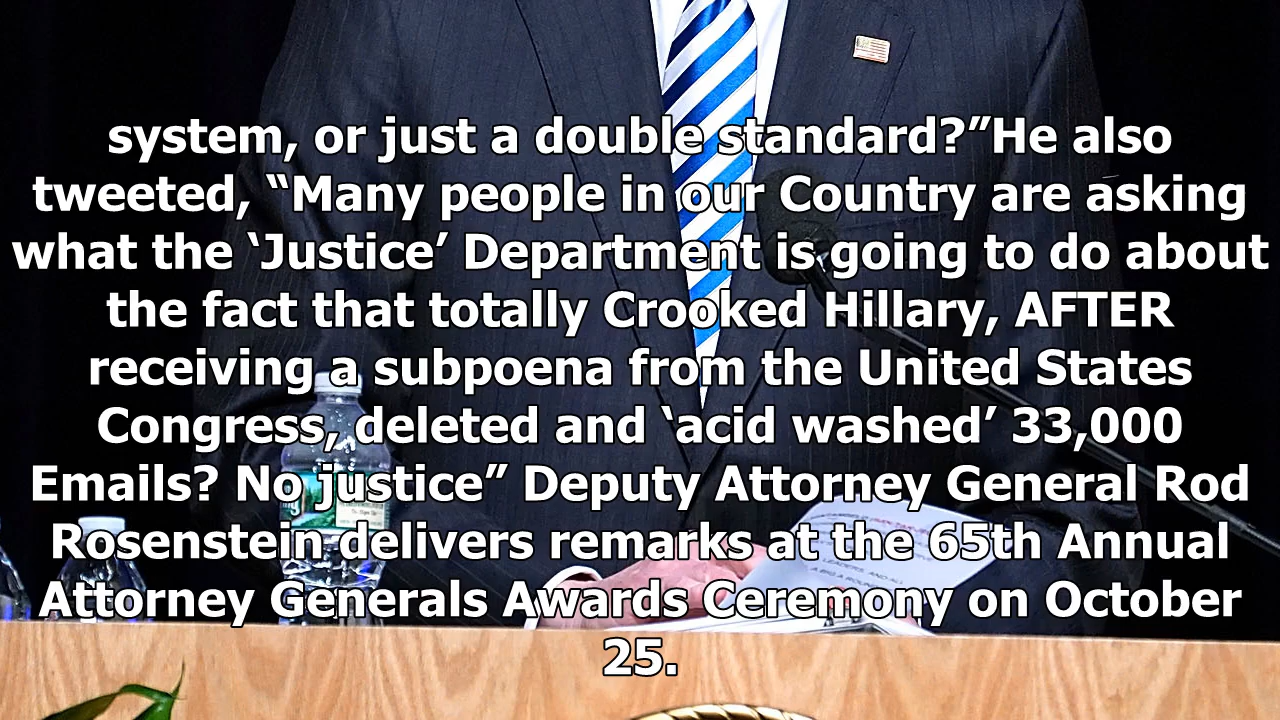 system, or just a double standard?”He also
tweeted, “Many people in our Country are asking
what the ‘Justice’ Department is going to do about
the fact that totally Crooked Hillary, AFTER
receiving a subpoena from the United States
Congress, deleted and ‘acid washed’ 33,000
Emails? No justice” Deputy Attorney General Rod
Rosenstein delivers remarks at the 65th Annual
Attorney Generals Awards Ceremony on October
25.
LEADERS, AND ALL